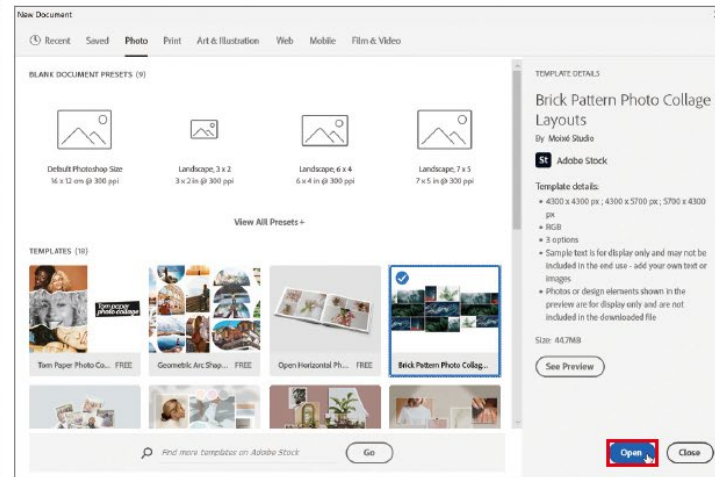 New Document
Recent Saved Photo Print Art & Illustration Web Mobile Film & Video
BLANK DOCUMENT PRESETS (9)
Default Photoshop Size
16 x 12 cm @ 300 ppi
Landscape, 3 x 2
3 x 2 in @ 300 ppi
Landscape, 6 x 4
6 x 4 in @ 300 ppi
Landscape, 7 x 5
7 x 5 in @ 300 ppi
View All Presets +
TEMPLATES (18)
Torn paper
photo collage
Torn Paper Photo Co... FREE
Geometric Arc Shap... FREE
Open Horizontal Ph... FREE
Brick Pattern Photo Collag...
Find more templates on Adobe Stock
Go
TEMPLATE DETAILS
Brick Pattern Photo Collage
Layouts
By Moixé Studio
St Adobe Stock
Template details:
• 4300 x 4300 px ; 4300 x 5700 px ; 5700 x 4300
px
• RGB
• 3 options
• Sample text is for display only and may not be
included in the end use - add your own text or
images
• Photos or design elements shown in the
preview are for display only and are not
included in the downloaded file
Size: 447MB
See Preview
Open
Close